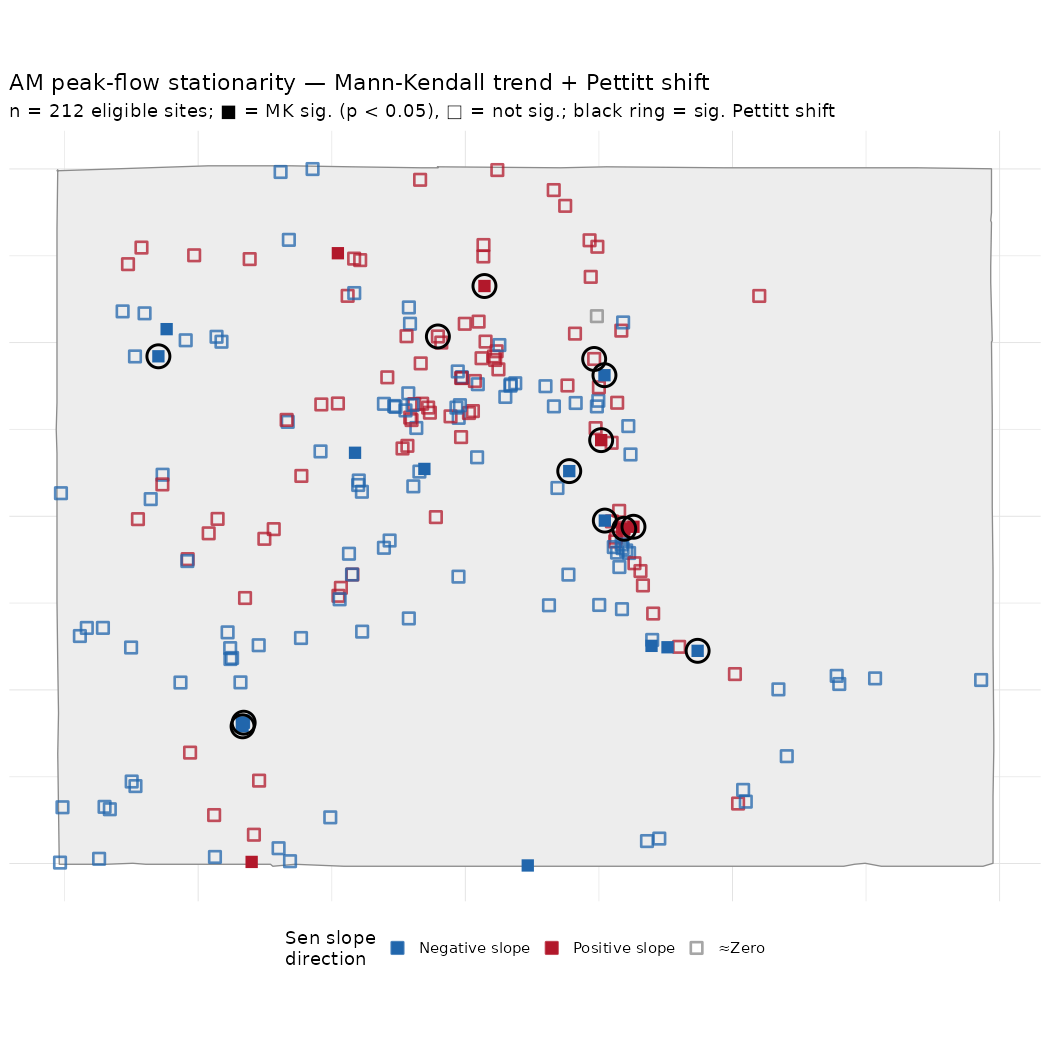 AM peak-flow stationarity — Mann-Kendall trend + Pettitt shift
n = 212 eligible sites; ■ = MK sig. (p < 0.05), □ = not sig.; black ring = sig. Pettitt shift
Sen slope
direction
Negative slope
Positive slope
≈Zero